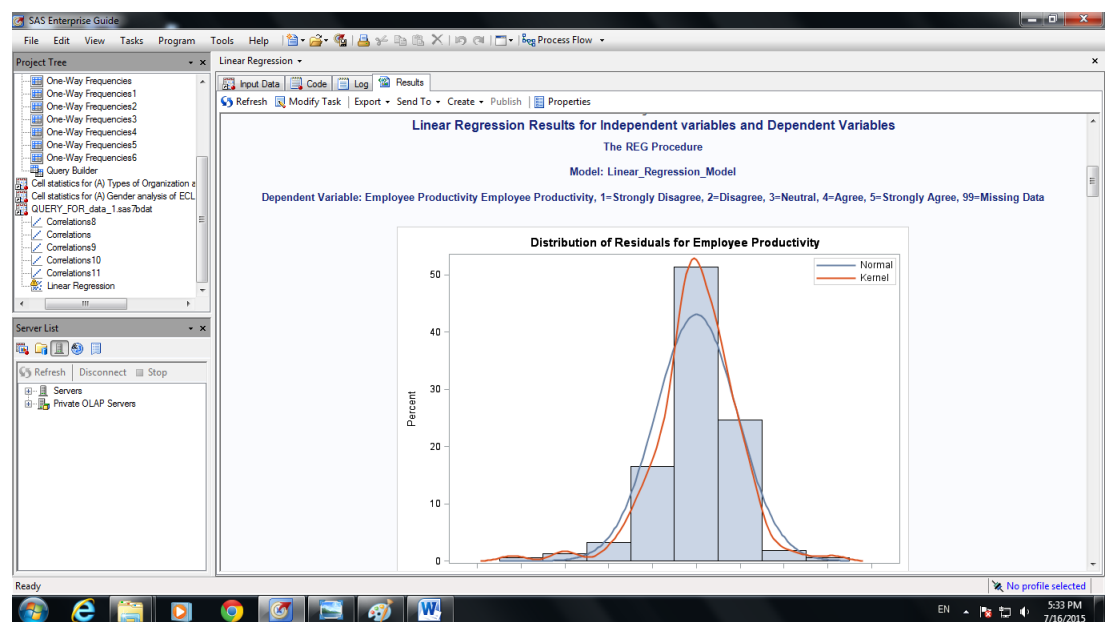 SAS Enterprise Guide
File Edit View Tasks Program Tools Help Process Flow
Project Tree
One-Way Frequencies
One-Way Frequencies1
One-Way Frequencies2
One-Way Frequencies3
One-Way Frequencies4
One-Way Frequencies5
One-Way Frequencies6
Query Builder
Cell statistics for (A) Types of Organization a
Cell statistics for (A) Gender analysis of ECL
QUERY_FOR_data_1.sas7bdat
Correlations8
Correlations
Correlations9
Correlations10
Correlations11
Linear Regression
Server List
Refresh Disconnect Stop
Servers
Private OLAP Servers
Linear Regression
Input Data Code Log Results
Refresh Modify Task Export Send To Create Publish Properties
Linear Regression Results for Independent variables and Dependent Variables
The REG Procedure
Model: Linear_Regression_Model
Dependent Variable: Employee Productivity Employee Productivity, 1=Strongly Disagree, 2=Disagree, 3=Neutral, 4=Agree, 5=Strongly Agree, 99=Missing Data
Distribution of Residuals for Employee Productivity
Normal
Kernel
Percent
50
40
30
20
10
0
Ready
No profile selected
EN
5:33 PM
7/16/2015